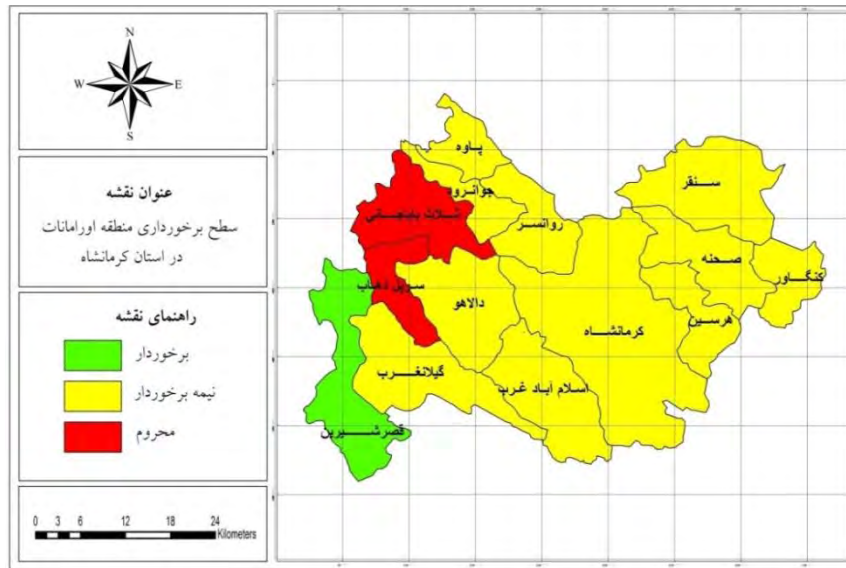 N
W E
S
عنوان نقشه
سطح برخورداری منطقه اورامانات
در استان کرمانشاه
راهنمای نقشه
برخوردار
نیمه برخوردار
محروم
0 3 6 12 18 24
Kilometers
پاوه
جوانرود
ثلاث باباجانی
روانسر
سنقر
صحنه
کنگاور
سرپل ذهاب
دالاهو
کرمانشاه
هرسین
گیلانغرب
اسلام آباد غرب
قصرشیرین